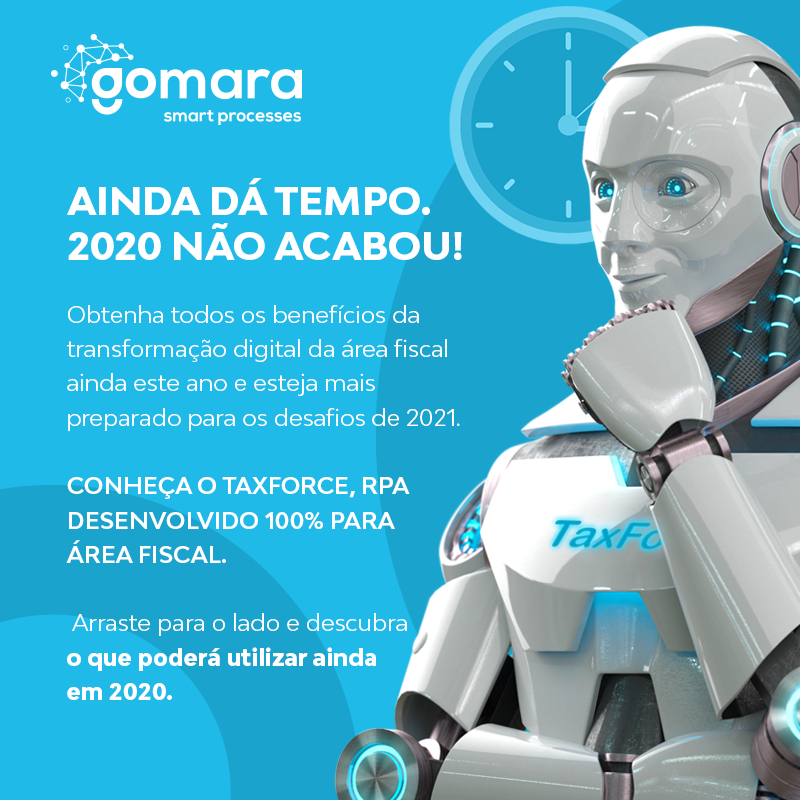 gomara
smart processes
AINDA DÁ TEMPO.
2020 NÃO ACABOU!
Obtenha todos os benefícios da
transformação digital da área fiscal
ainda este ano e esteja mais
preparado para os desafios de 2021.
CONHEÇA O TAXFORCE, RPA
DESENVOLVIDO 100% PARA
ÁREA FISCAL.
Arraste para o lado e descubra
o que poderá utilizar ainda
em 2020.
TaxFo